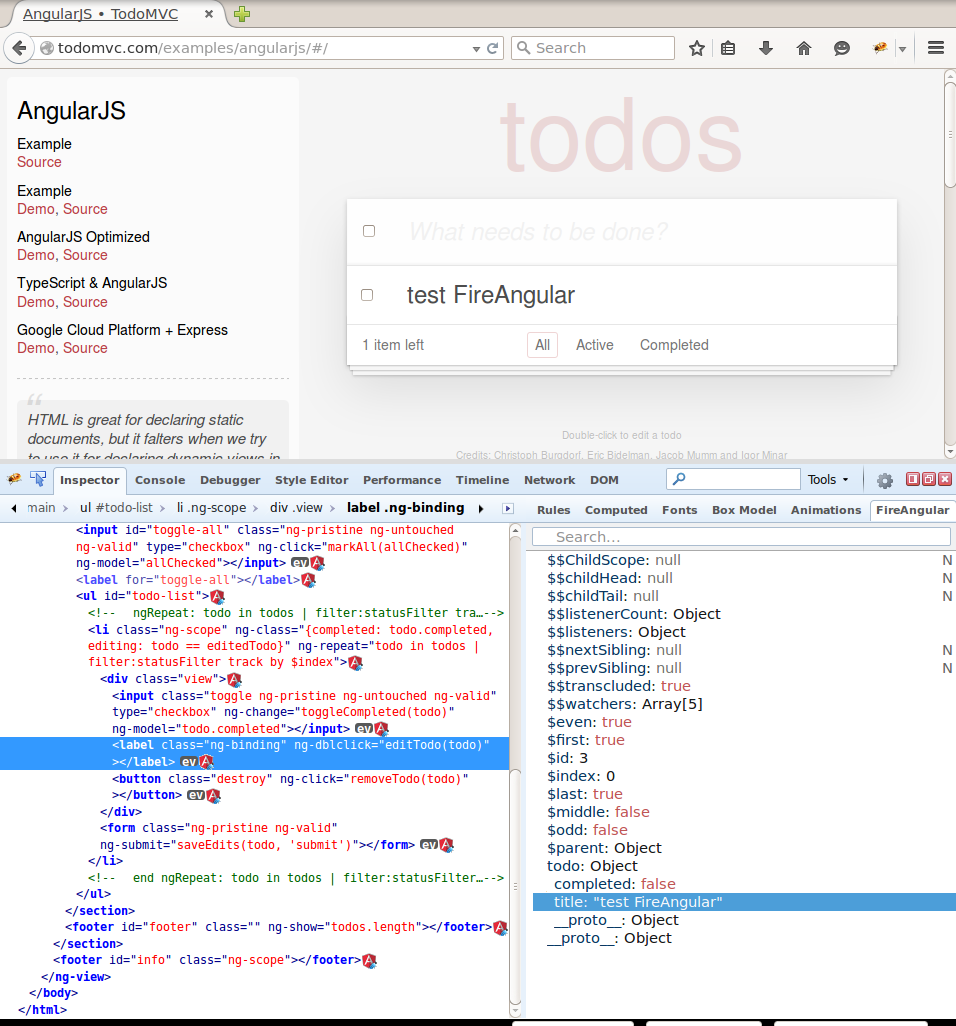 AngularJS • TodoMVC
todomvc.com/examples/angularjs/#/
Search
AngularJS
Example
Source
Example
Demo, Source
AngularJS Optimized
Demo, Source
TypeScript & AngularJS
Demo, Source
Google Cloud Platform + Express
Demo, Source
“
HTML is great for declaring static
documents, but it falters when we try
to use it for declaring dynamic views in
todos
What needs to be done?
test FireAngular
1 item left All Active Completed
Double-click to edit a todo
Credits: Christoph Burgdorf, Eric Bidelman, Jacob Mumm and Igor Minar
Inspector Console Debugger Style Editor Performance Timeline Network DOM Tools
main ul #todo-list li .ng-scope div .view label .ng-binding
<input id="toggle-all" class="ng-pristine ng-untouched
ng-valid" type="checkbox" ng-click="markAll(allChecked)"
ng-model="allChecked"></input> ev A
<label for="toggle-all"></label> A
<ul id="todo-list"> A
<!-- ngRepeat: todo in todos | filter:statusFilter tra…-->
<li class="ng-scope" ng-class="{completed: todo.completed,
editing: todo == editedTodo}" ng-repeat="todo in todos |
filter:statusFilter track by $index"> A
<div class="view"> A
<input class="toggle ng-pristine ng-untouched ng-valid"
type="checkbox" ng-change="toggleCompleted(todo)"
ng-model="todo.completed"></input> ev A
<label class="ng-binding" ng-dblclick="editTodo(todo)"
></label> ev A
<button class="destroy" ng-click="removeTodo(todo)"
></button> ev A
</div>
<form class="ng-pristine ng-valid"
ng-submit="saveEdits(todo, 'submit')"></form> ev A
</li>
<!-- end ngRepeat: todo in todos | filter:statusFilter…-->
</ul>
</section>
<footer id="footer" class="" ng-show="todos.length"></footer> A
</section>
<footer id="info" class="ng-scope"></footer> A
</ng-view>
</body>
</html>
Rules Computed Fonts Box Model Animations FireAngular
Search...
$$ChildScope: null N
$$childHead: null N
$$childTail: null N
$$listenerCount: Object
$$listeners: Object
$$nextSibling: null N
$$prevSibling: null N
$$transcluded: true
$$watchers: Array[5]
$even: true
$first: true
$id: 3
$index: 0
$last: true
$middle: false
$odd: false
$parent: Object
todo: Object
completed: false
title: "test FireAngular"
__proto__: Object
__proto__: Object